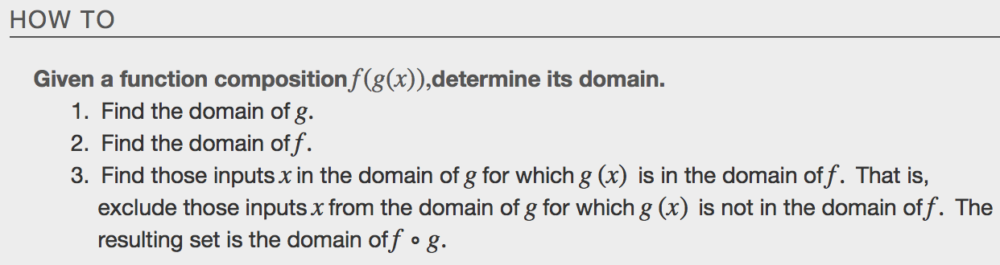 HOW TO
Given a function composition f(g(x)),determine its domain.
1. Find the domain of g.
2. Find the domain of f.
3. Find those inputs x in the domain of g for which g (x) is in the domain of f. That is,
exclude those inputs x from the domain of g for which g (x) is not in the domain of f. The
resulting set is the domain of f ∘ g.